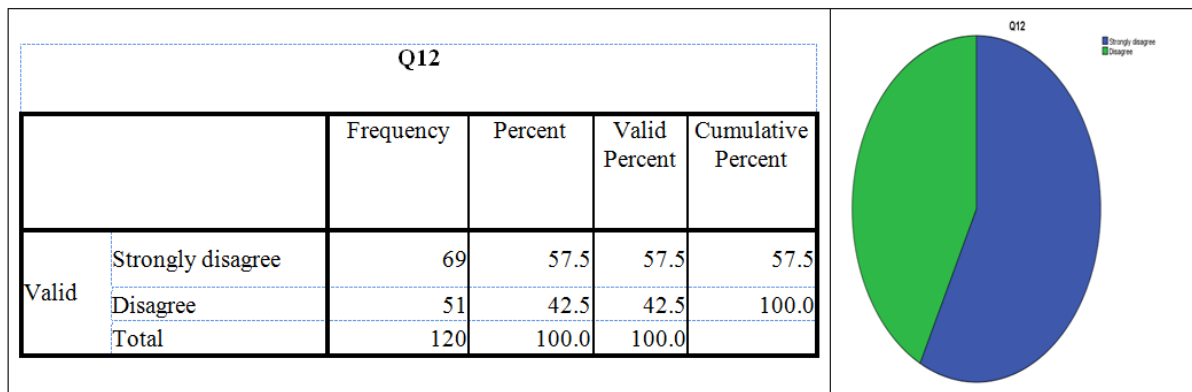 Q12
Frequency Percent Valid Percent Cumulative Percent
Valid
Strongly disagree 69 57.5 57.5 57.5
Disagree 51 42.5 42.5 100.0
Total 120 100.0 100.0
Q12
Strongly disagree
Disagree